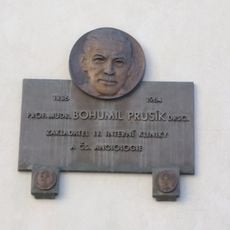 1886 1964
PROF. MUDR. BOHUMIL PRUSÍK DRSC.
ZAKLADATEL II. INTERNÍ KLINIKY
A ČS. ANGIOLOGIE